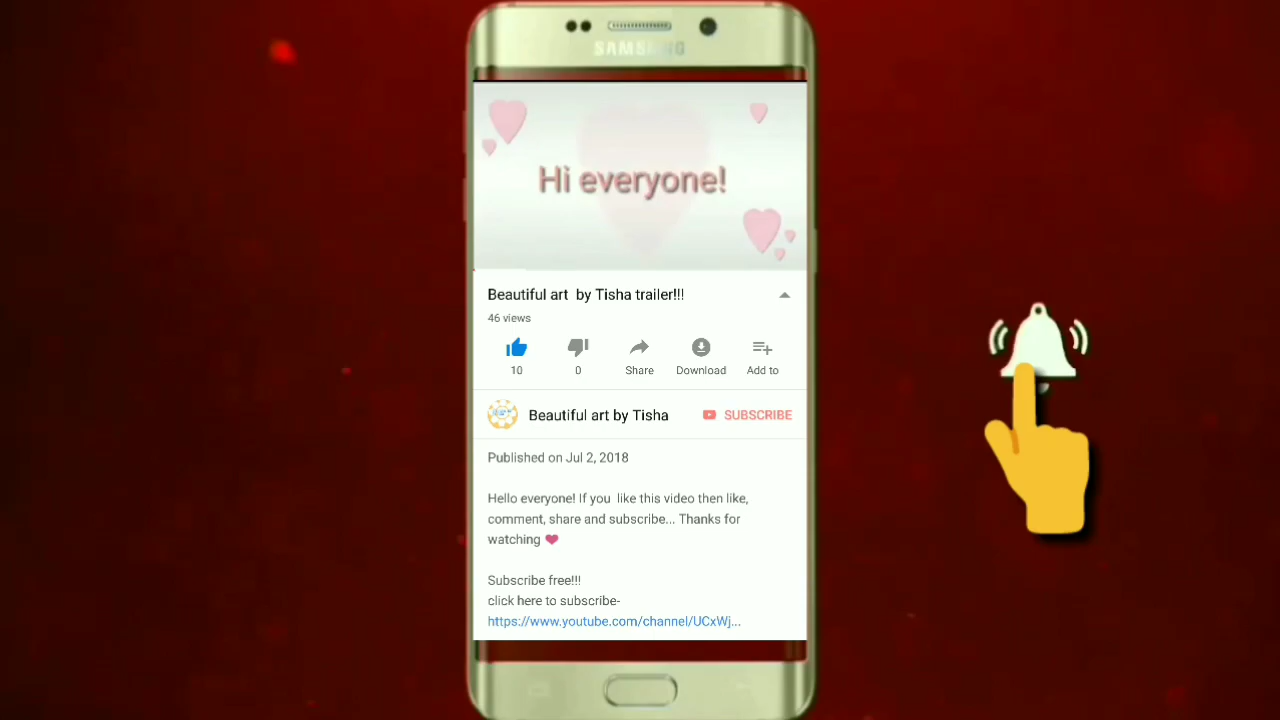 SAMSUNG
Hi everyone!
Beautiful art  by Tisha trailer!!!
46 views
10
0
Share
Download
Add to
Beautiful art by Tisha
SUBSCRIBE
Published on Jul 2, 2018
Hello everyone! If you  like this video then like,
comment, share and subscribe... Thanks for
watching ❤
Subscribe free!!!
click here to subscribe-
https://www.youtube.com/channel/UCxWj...